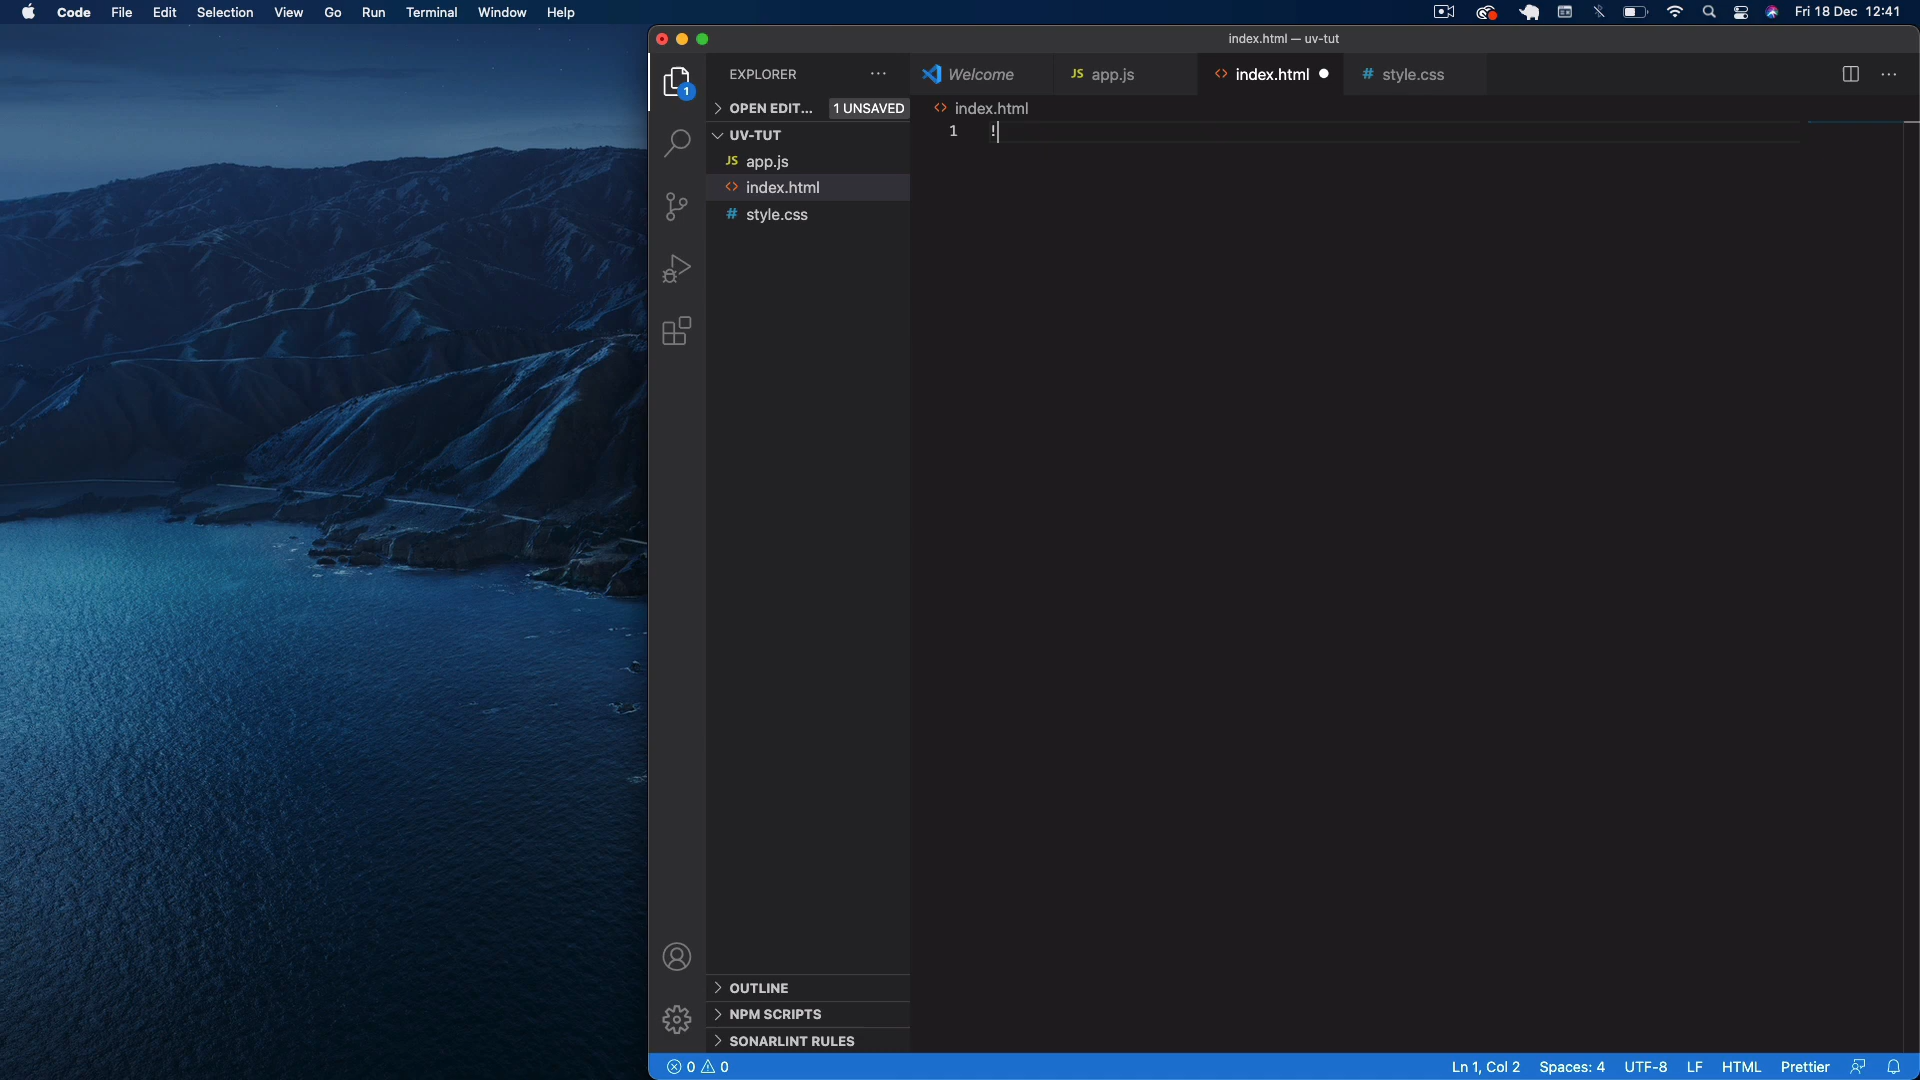 Code File Edit Selection View Go Run Terminal Window Help Fri 18 Dec 12:41
index.html — uv-tut
1
EXPLORER
Welcome
JS app.js
<> index.html
# style.css
OPEN EDIT... 1 UNSAVED
<> index.html
UV-TUT
1 !
JS app.js
<> index.html
# style.css
OUTLINE
NPM SCRIPTS
SONARLINT RULES
0 0 Ln 1, Col 2 Spaces: 4 UTF-8 LF HTML Prettier